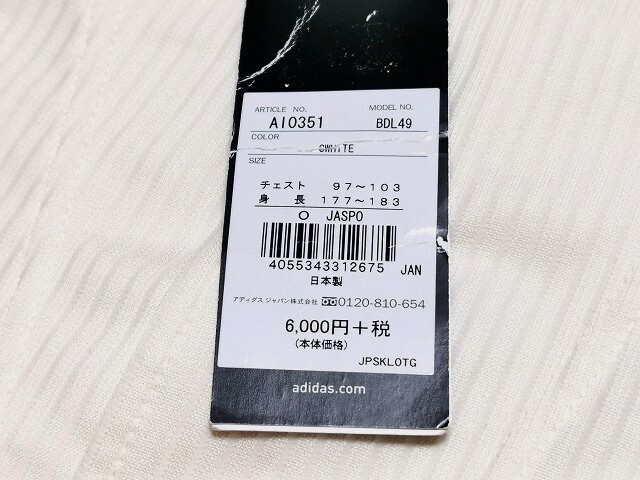 ARTICLE NO. MODEL NO.
AI0351 BDL49
COLOR
CWHITE
SIZE
チェスト 97～103
身 長 177～183
O JASPO
4055343312675 JAN
日本製
アディダス ジャパン株式会社 0120-810-654
6,000円+税
(本体価格)
JPSKLOTG
adidas.com